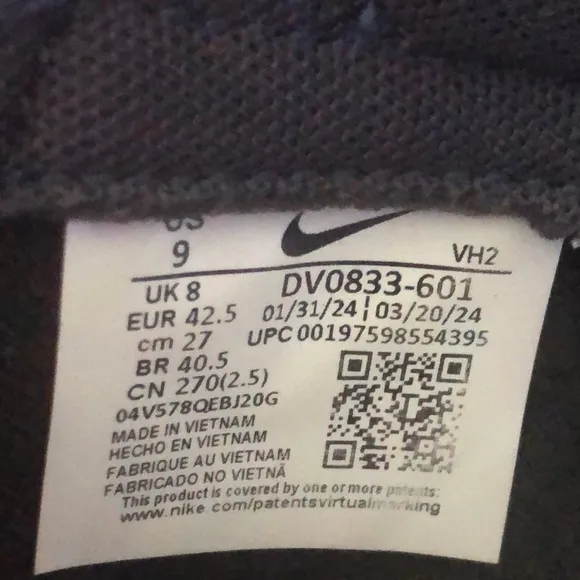 US
9
VH2
UK 8
DV0833-601
EUR 42.5
01/31/24 | 03/20/24
cm 27
UPC 00197598554395
BR 40.5
CN 270(2.5)
04V578QEBJ20G
MADE IN VIETNAM
HECHO EN VIETNAM
FABRIQUE AU VIETNAM
FABRICADO NO VIETNÃ
This product is covered by one or more patents:
www.nike.com/patentsvirtualmarking